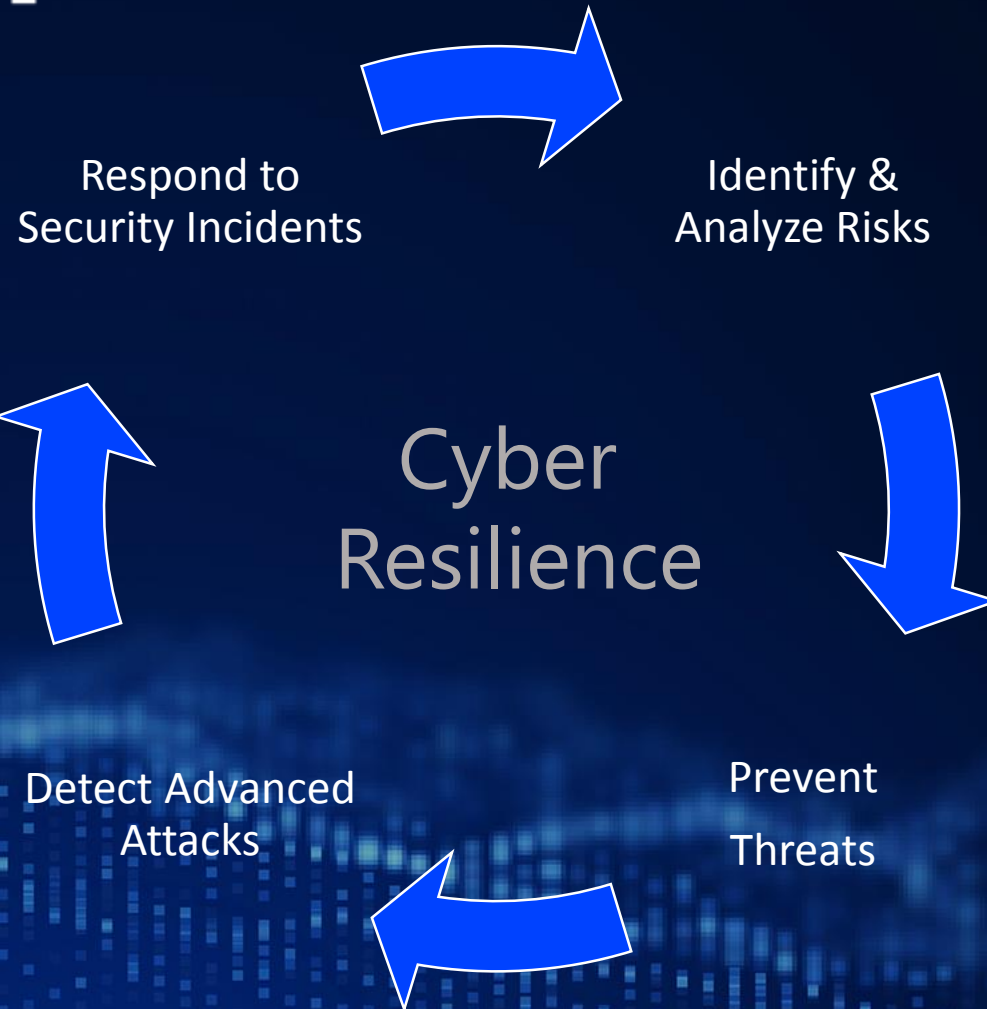 Respond to
Security Incidents
Identify &
Analyze Risks
Cyber
Resilience
Detect Advanced
Attacks
Prevent
Threats